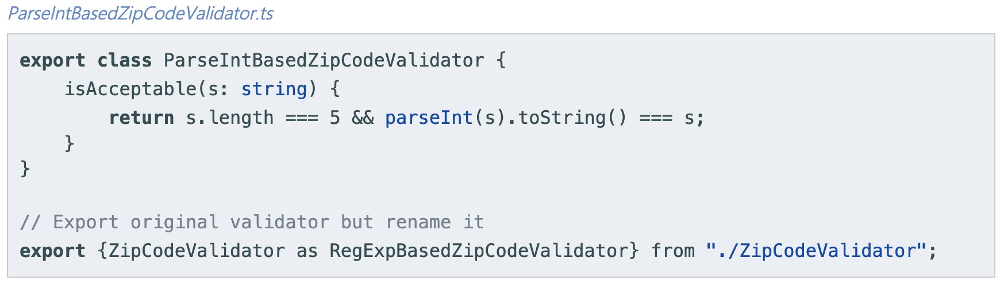 ParseIntBasedZipCodeValidator.ts
export class ParseIntBasedZipCodeValidator {
    isAcceptable(s: string) {
        return s.length === 5 && parseInt(s).toString() === s;
    }
}

// Export original validator but rename it
export {ZipCodeValidator as RegExpBasedZipCodeValidator} from "./ZipCodeValidator";